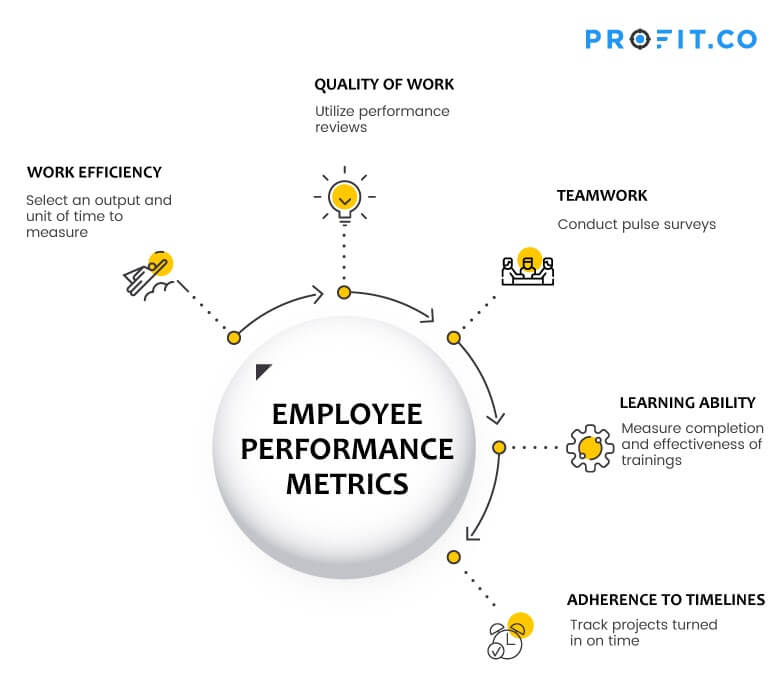 PROFIT.CO
QUALITY OF WORK
Utilize performance
reviews
WORK EFFICIENCY
Select an output and
unit of time to
measure
TEAMWORK
Conduct pulse surveys
EMPLOYEE
PERFORMANCE
METRICS
LEARNING ABILITY
Measure completion
and effectiveness of
trainings
ADHERENCE TO TIMELINES
Track projects turned
in on time